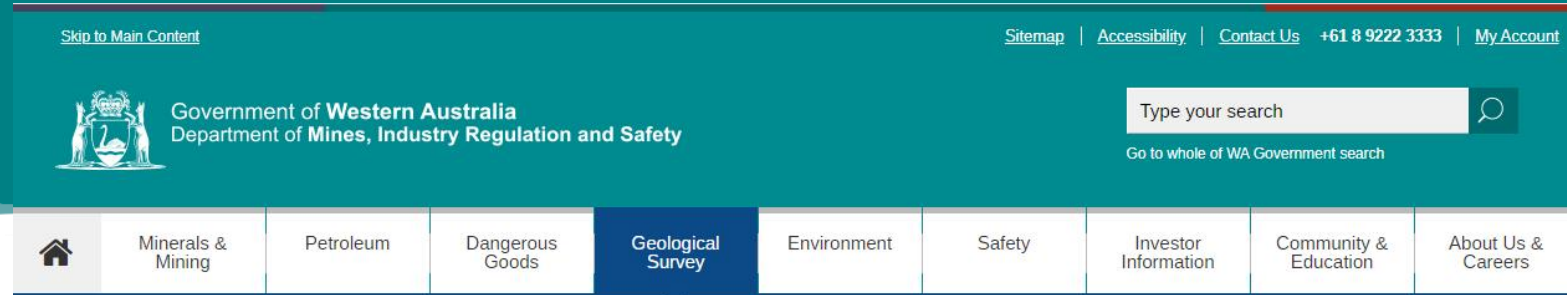 Skip to Main Content
Sitemap | Accessibility | Contact Us +61 8 9222 3333 | My Account
Government of Western Australia
Department of Mines, Industry Regulation and Safety
Type your search
Go to whole of WA Government search
Minerals & Mining
Petroleum
Dangerous Goods
Geological Survey
Environment
Safety
Investor Information
Community & Education
About Us & Careers